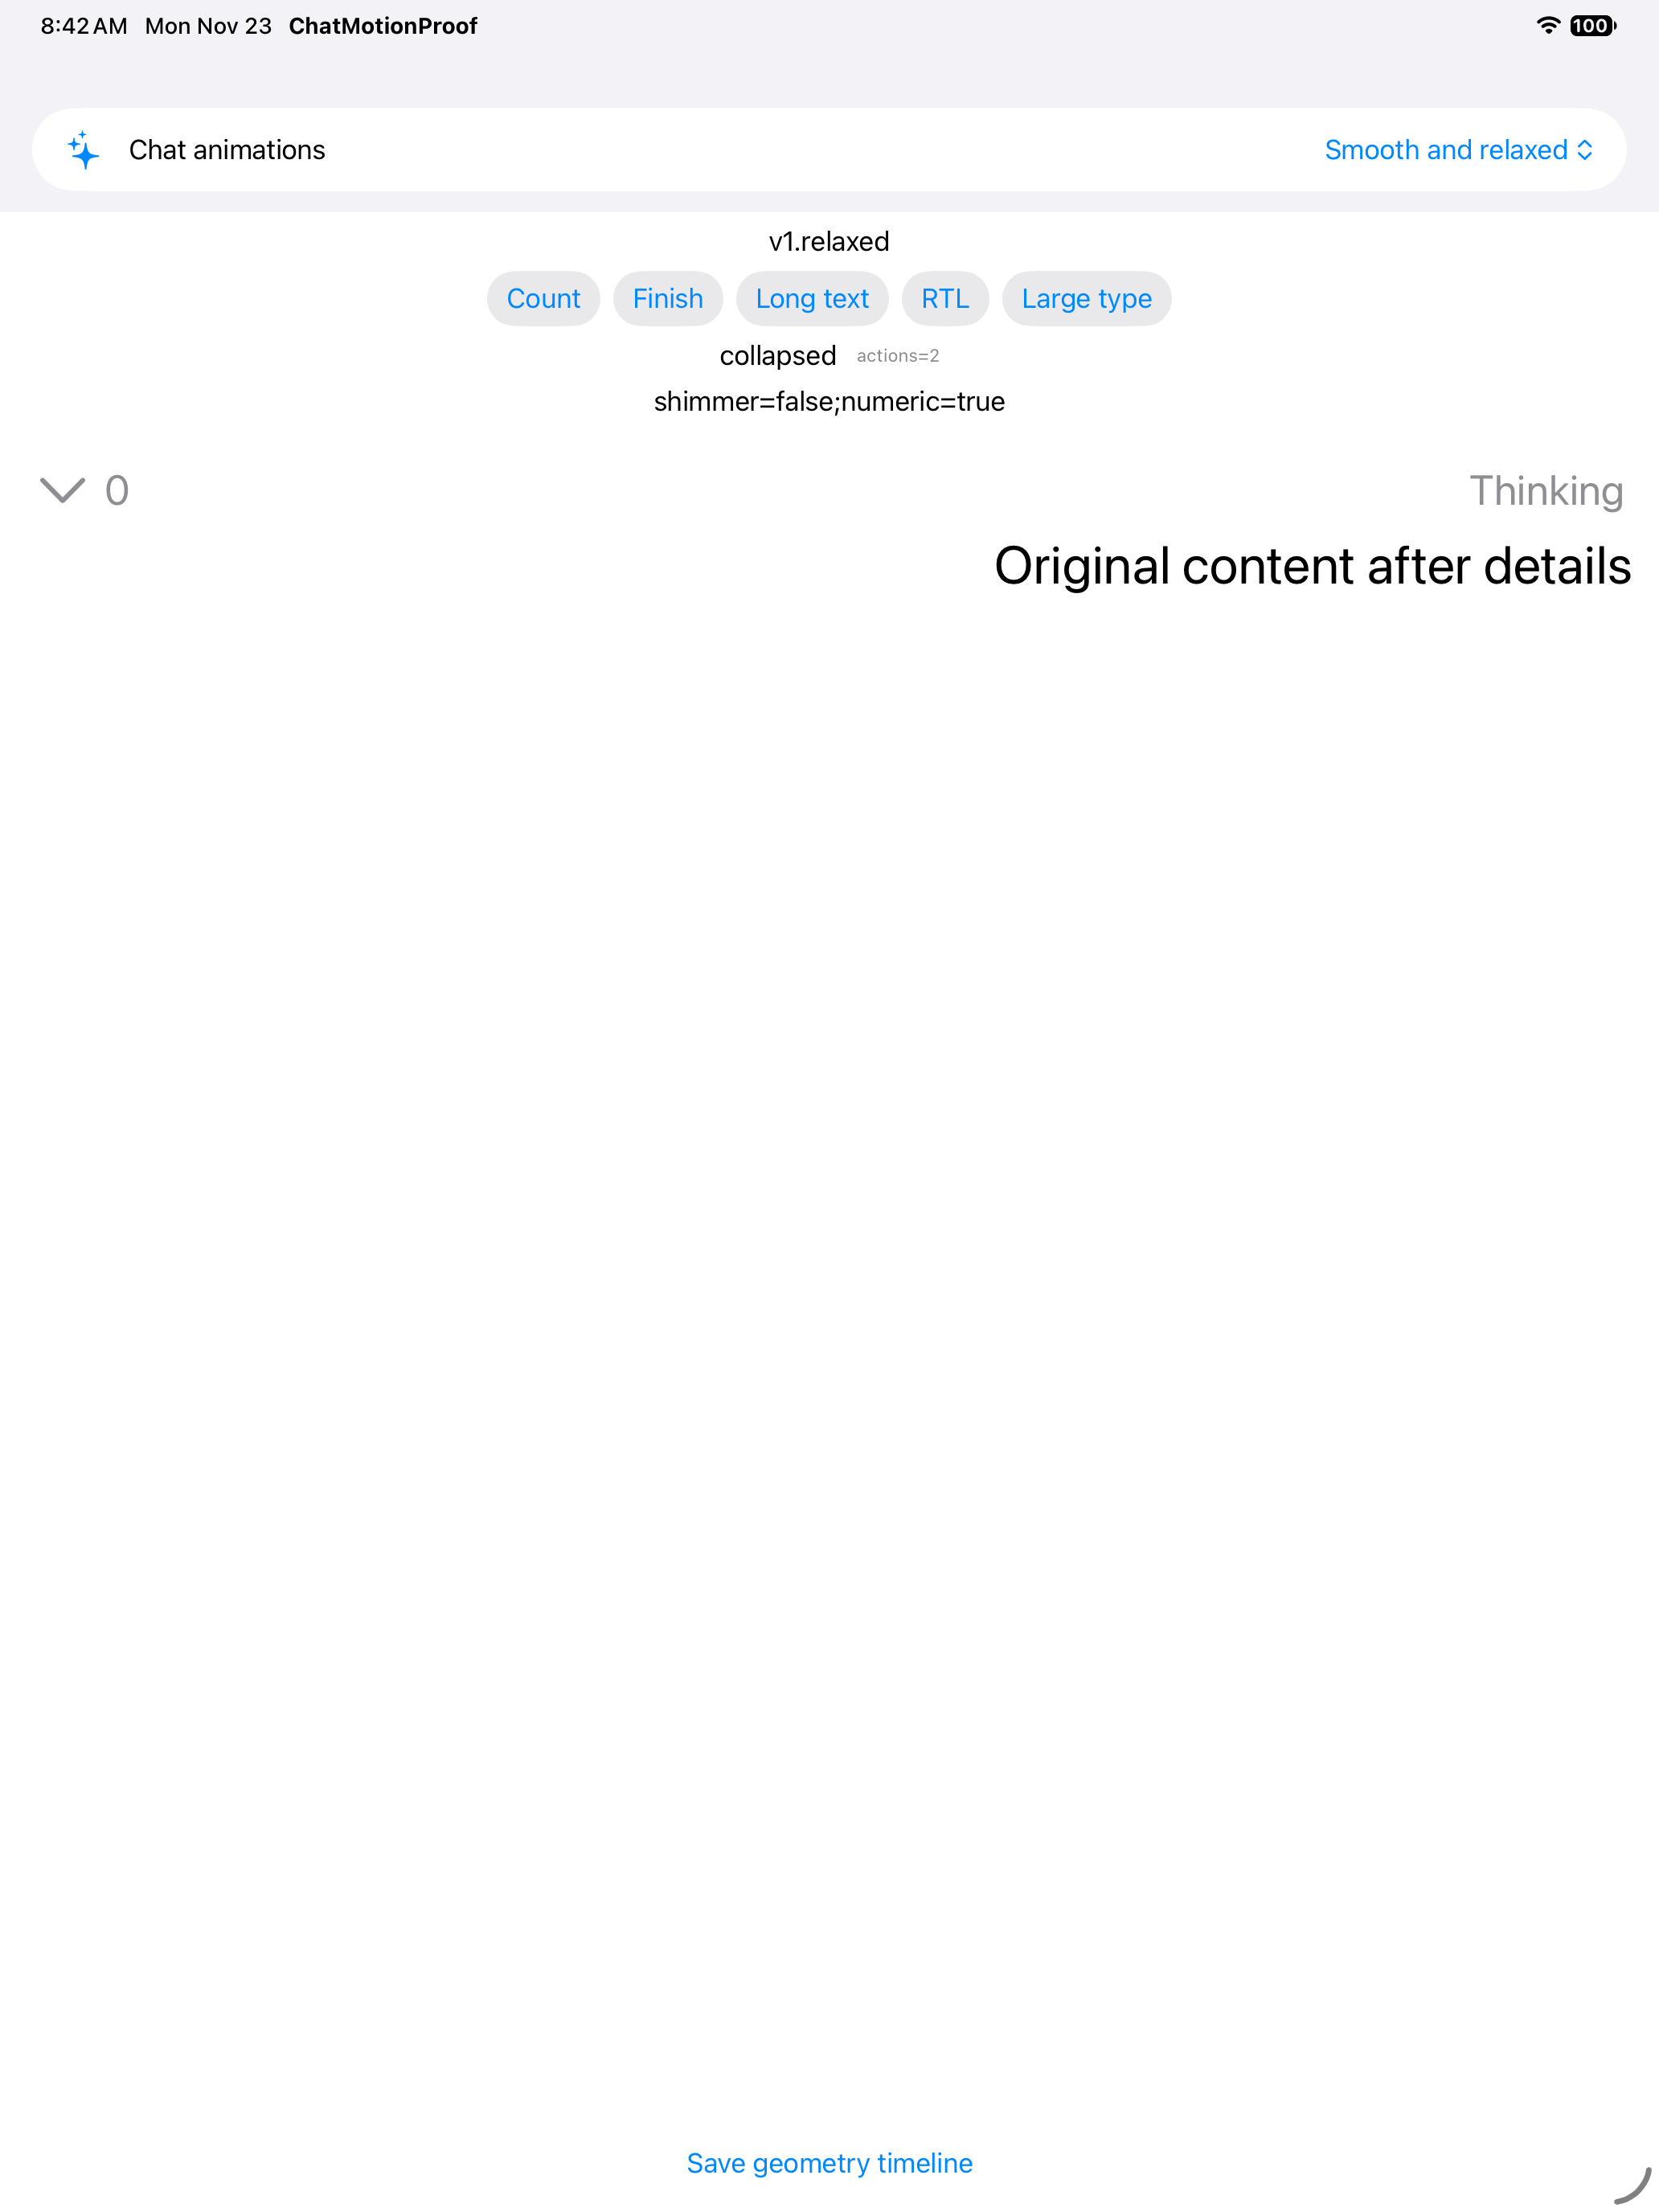 8:42 AM Mon Nov 23 ChatMotionProof 100
Chat animations Smooth and relaxed
v1.relaxed
Count Finish Long text RTL Large type
collapsed actions=2
shimmer=false;numeric=true
0 Thinking
Original content after details
Save geometry timeline